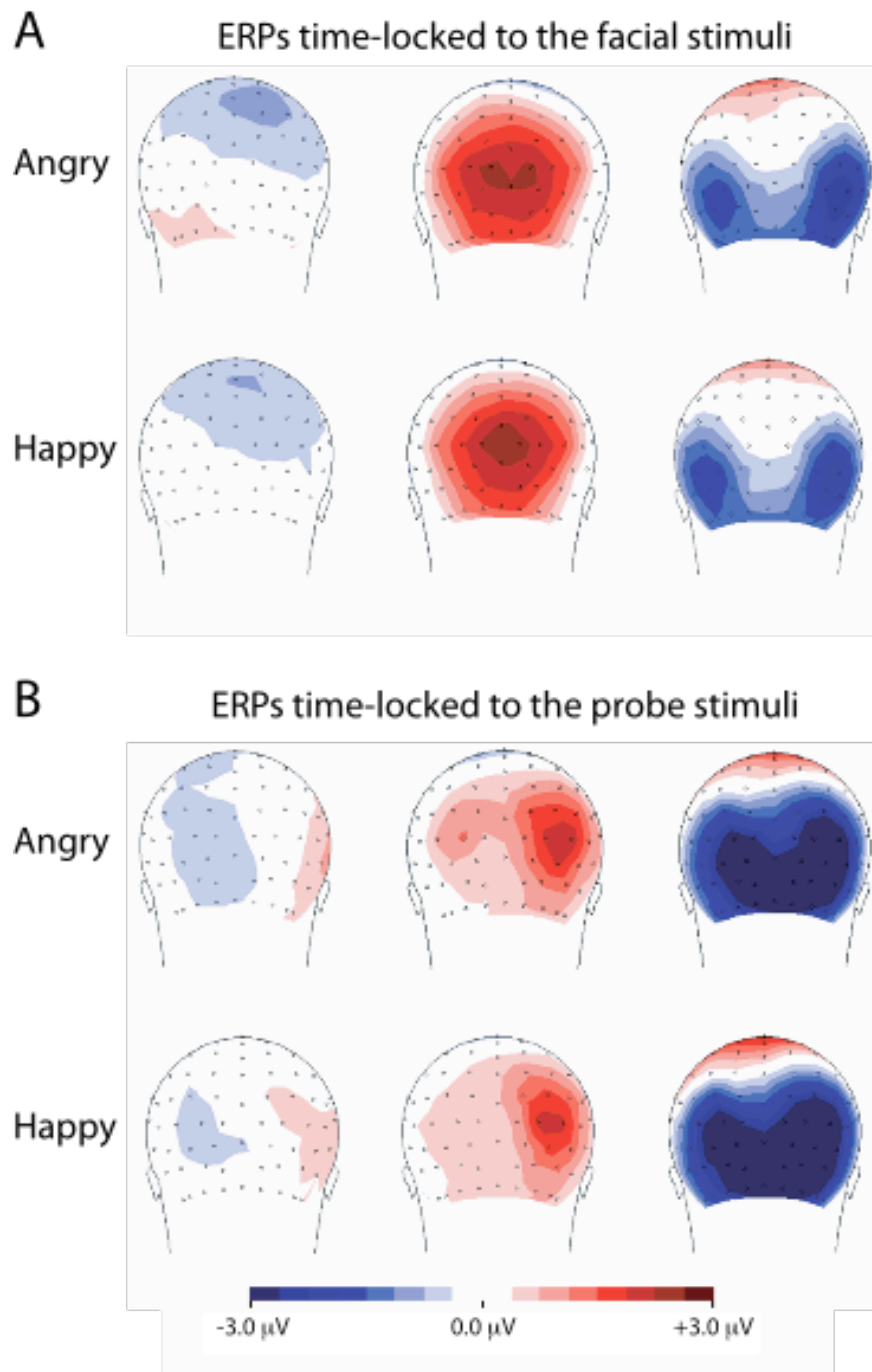 A
ERPs time-locked to the facial stimuli
Angry
Happy
B
ERPs time-locked to the probe stimuli
Angry
Happy
-3.0 µV 0.0 µV +3.0 µV